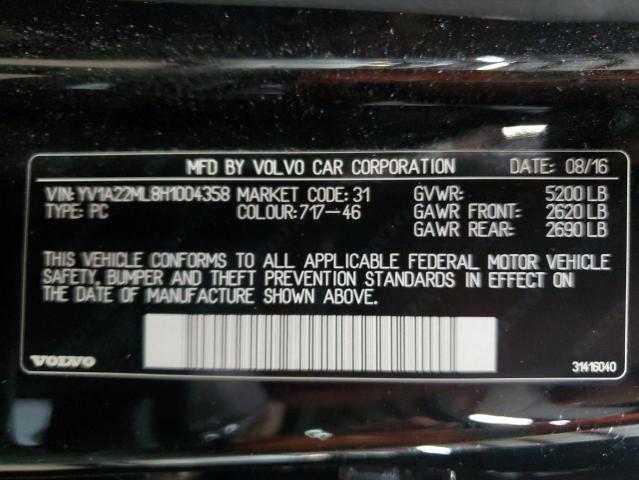 MFD BY VOLVO CAR CORPORATION DATE: 08/16
VIN: YV1A22ML8H1004358 MARKET CODE: 31 GVWR: 5200 LB
TYPE: PC COLOUR: 717-46 GAWR FRONT: 2620 LB
GAWR REAR: 2690 LB
THIS VEHICLE CONFORMS TO ALL APPLICABLE FEDERAL MOTOR VEHICLE
SAFETY, BUMPER AND THEFT PREVENTION STANDARDS IN EFFECT ON
THE DATE OF MANUFACTURE SHOWN ABOVE.
VOLVO 31416040